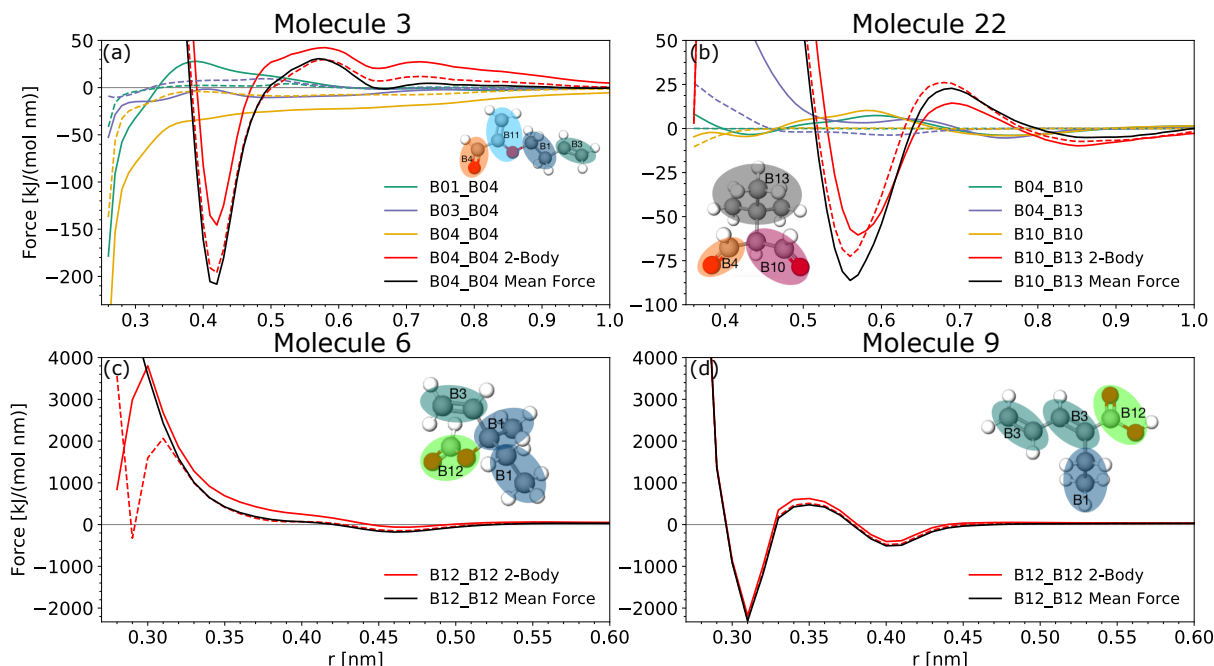 Molecule 3
(a)
Force [kJ/(mol nm)]
50
0
−50
−100
−150
−200
0.3
0.4
0.5
0.6
0.7
0.8
0.9
1.0
B4
B11
B1
B3
B01_B04
B03_B04
B04_B04
B04_B04 2-Body
B04_B04 Mean Force
Molecule 22
(b)
50
25
0
−25
−50
−75
−100
0.4
0.5
0.6
0.7
0.8
0.9
1.0
B13
B4
B10
B04_B10
B04_B13
B10_B10
B10_B13 2-Body
B10_B13 Mean Force
Molecule 6
(c)
Force [kJ/(mol nm)]
4000
3000
2000
1000
0
−1000
−2000
0.30
0.35
0.40
0.45
0.50
0.55
0.60
r [nm]
B3
B1
B12
B1
B12_B12 2-Body
B12_B12 Mean Force
Molecule 9
(d)
4000
3000
2000
1000
0
−1000
−2000
0.30
0.35
0.40
0.45
0.50
0.55
0.60
r [nm]
B3
B3
B12
B1
B12_B12 2-Body
B12_B12 Mean Force